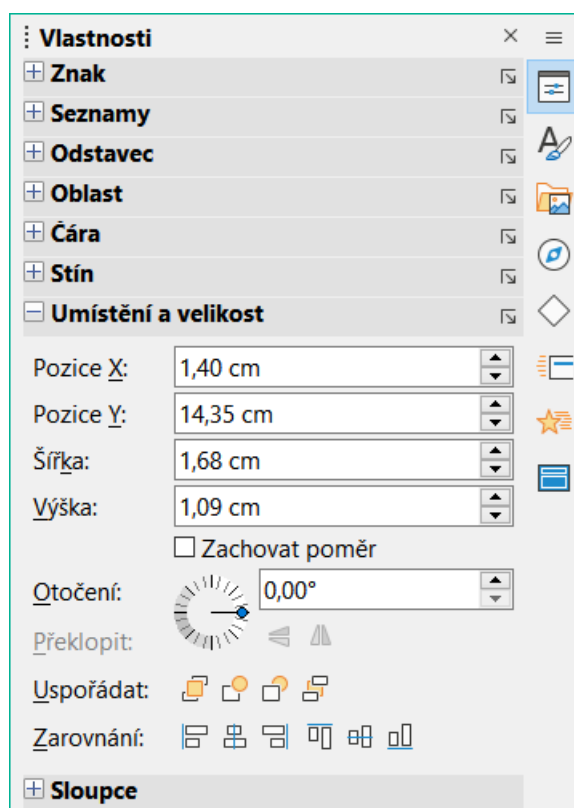 Vlastnosti
Znak
Seznamy
Odstavec
Oblast
Čára
Stín
Umístění a velikost
Pozice X: 1,40 cm
Pozice Y: 14,35 cm
Šířka: 1,68 cm
Výška: 1,09 cm
Zachovat poměr
Otočení: 0,00°
Překlopit:
Uspořádat:
Zarovnání:
Sloupce